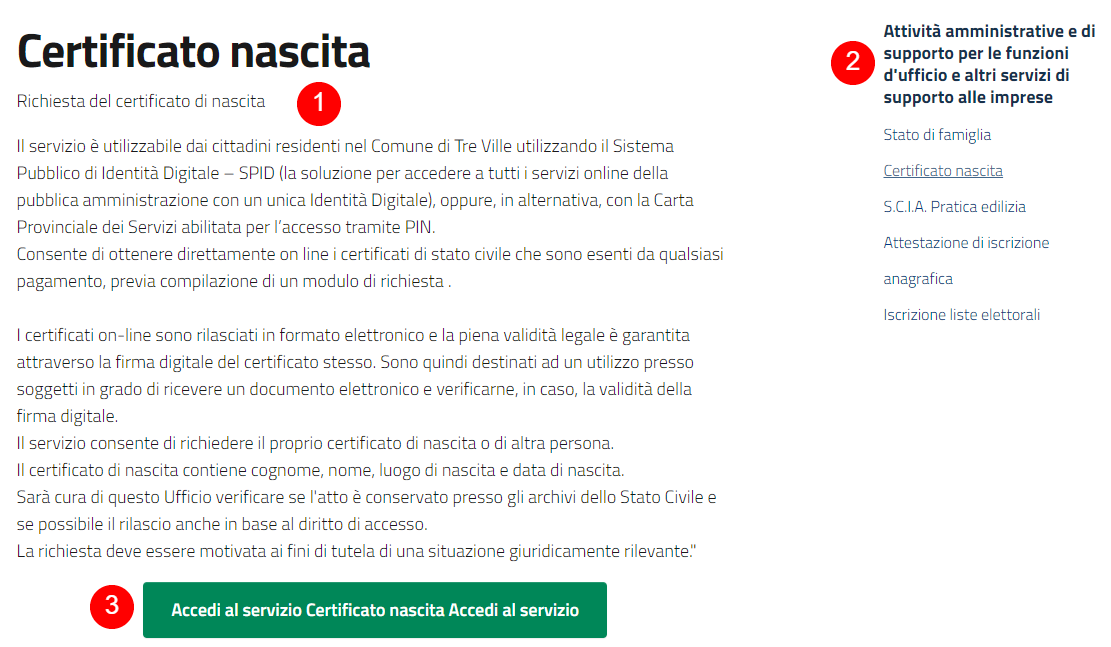 Certificato nascita
Richiesta del certificato di nascita
1
Il servizio è utilizzabile dai cittadini residenti nel Comune di Tre Ville utilizzando il Sistema
Pubblico di Identità Digitale – SPID (la soluzione per accedere a tutti i servizi online della
pubblica amministrazione con un unica Identità Digitale), oppure, in alternativa, con la Carta
Provinciale dei Servizi abilitata per l’accesso tramite PIN.
Consente di ottenere direttamente on line i certificati di stato civile che sono esenti da qualsiasi
pagamento, previa compilazione di un modulo di richiesta .
I certificati on-line sono rilasciati in formato elettronico e la piena validità legale è garantita
attraverso la firma digitale del certificato stesso. Sono quindi destinati ad un utilizzo presso
soggetti in grado di ricevere un documento elettronico e verificarne, in caso, la validità della
firma digitale.
Il servizio consente di richiedere il proprio certificato di nascita o di altra persona.
Il certificato di nascita contiene cognome, nome, luogo di nascita e data di nascita.
Sarà cura di questo Ufficio verificare se l'atto è conservato presso gli archivi dello Stato Civile e
se possibile il rilascio anche in base al diritto di accesso.
La richiesta deve essere motivata ai fini di tutela di una situazione giuridicamente rilevante."
3
Accedi al servizio Certificato nascita Accedi al servizio
2
Attività amministrative e di
supporto per le funzioni
d'ufficio e altri servizi di
supporto alle imprese
Stato di famiglia
Certificato nascita
S.C.I.A. Pratica edilizia
Attestazione di iscrizione
anagrafica
Iscrizione liste elettorali